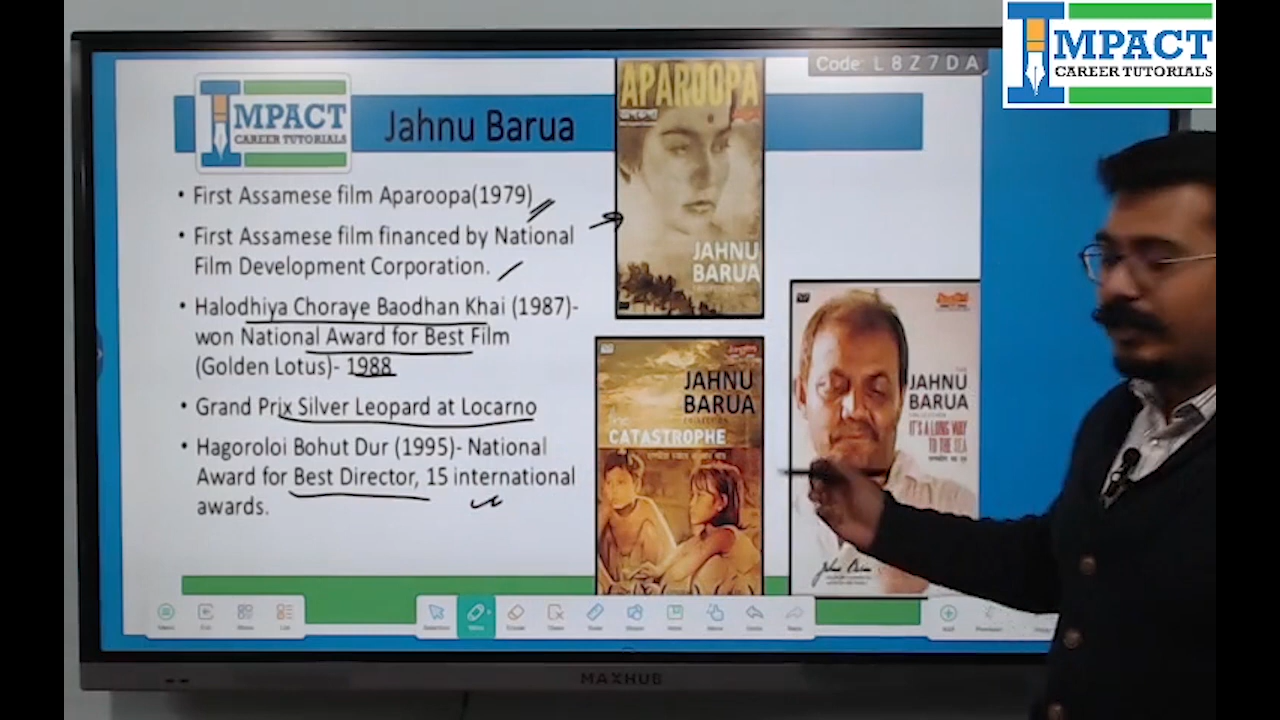 IMPACT
CAREER TUTORIALS
Code: L8Z7DA
IMPACT
CAREER TUTORIALS
Jahnu Barua
• First Assamese film Aparoopa(1979)
• First Assamese film financed by National
Film Development Corporation.
• Halodhiya Choraye Baodhan Khai (1987)-
won National Award for Best Film
(Golden Lotus)- 1988
• Grand Prix Silver Leopard at Locarno
• Hagoroloi Bohut Dur (1995)- National
Award for Best Director, 15 international
awards.
APAROOPA
JAHNU
BARUA
JAHNU
BARUA
CATASTROPHE
JAHNU
BARUA
IT'S A LONG WAY
TO THE SEA
MAXHUB